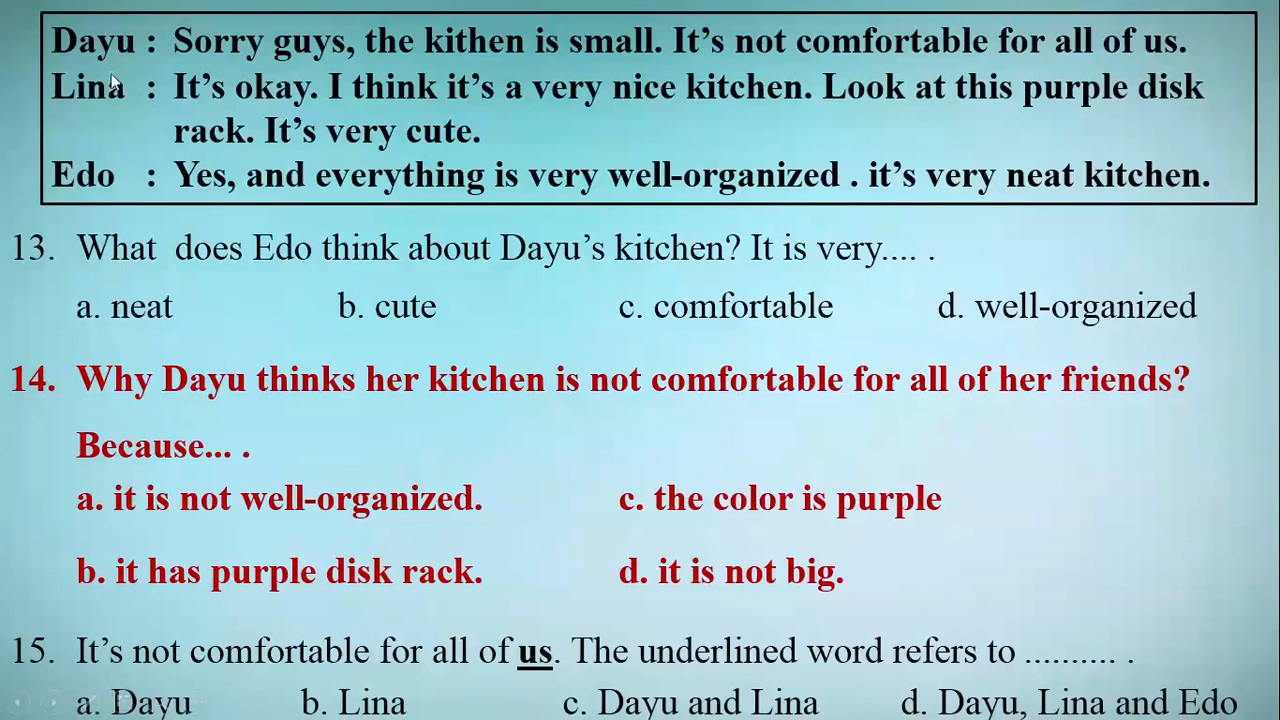 Dayu : Sorry guys, the kithen is small. It's not comfortable for all of us.
Lina : It's okay. I think it's a very nice kitchen. Look at this purple disk
rack. It's very cute.
Edo : Yes, and everything is very well-organized . it's very neat kitchen.
13. What does Edo think about Dayu's kitchen? It is very.... .
a. neat b. cute c. comfortable d. well-organized
14. Why Dayu thinks her kitchen is not comfortable for all of her friends?
Because... .
a. it is not well-organized. c. the color is purple
b. it has purple disk rack. d. it is not big.
15. It's not comfortable for all of us. The underlined word refers to .......... .
a. Dayu b. Lina c. Dayu and Lina d. Dayu, Lina and Edo